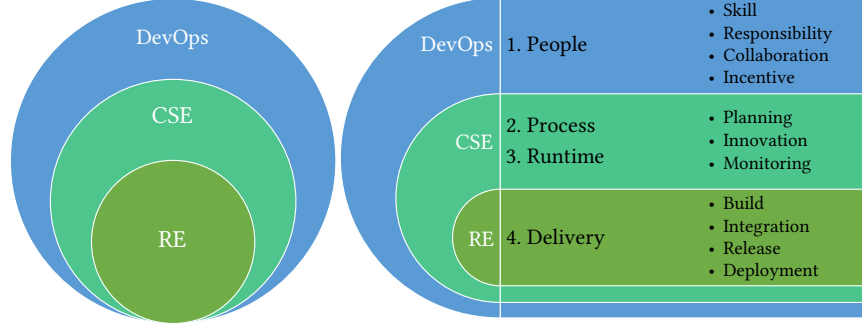 DevOps
CSE
RE
DevOps
1. People
• Skill
• Responsibility
• Collaboration
• Incentive
CSE
2. Process
3. Runtime
• Planning
• Innovation
• Monitoring
RE
4. Delivery
• Build
• Integration
• Release
• Deployment